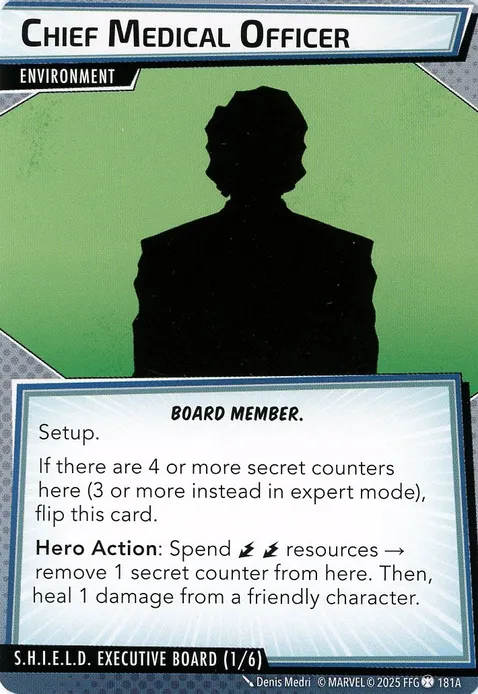 Chief Medical Officer
ENVIRONMENT
BOARD MEMBER.
Setup.
If there are 4 or more secret counters
here (3 or more instead in expert mode),
flip this card.
Hero Action: Spend resources →
remove 1 secret counter from here. Then,
heal 1 damage from a friendly character.
S.H.I.E.L.D. EXECUTIVE BOARD (1/6)
Denis Medri © MARVEL © 2025 FFG 181A